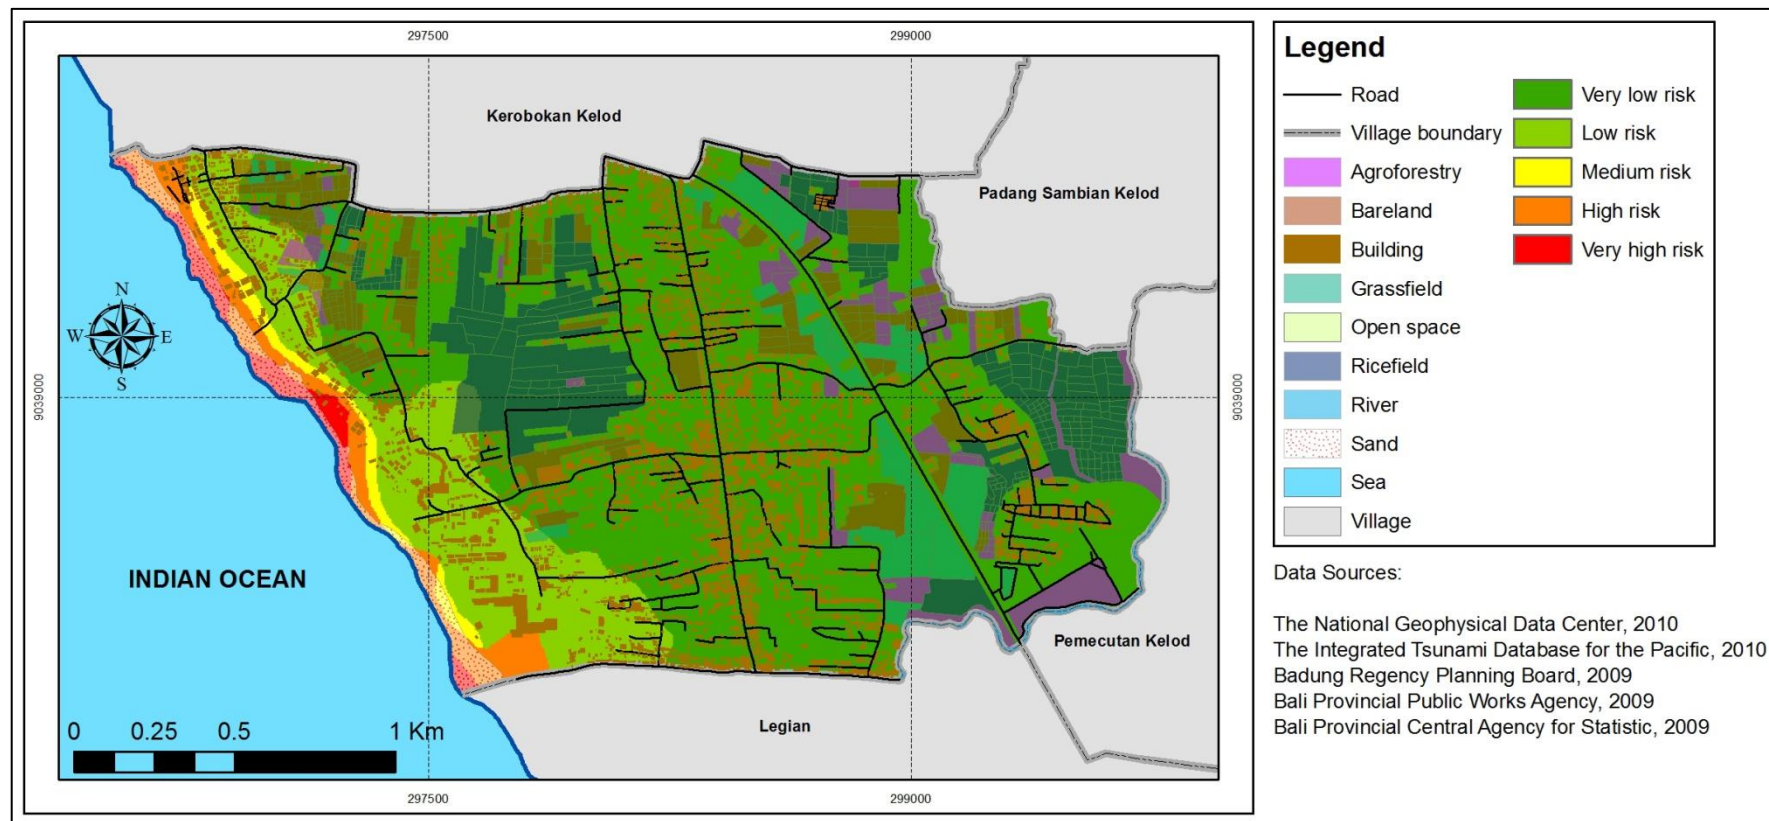 297500 299000
Kerobokan Kelod
Padang Sambian Kelod
N
W E
S
9039000 9039000
INDIAN OCEAN
Pemecutan Kelod
Legian
0 0.25 0.5 1 Km
297500 299000
Legend
Road
Village boundary
Agroforestry
Bareland
Building
Grassfield
Open space
Ricefield
River
Sand
Sea
Village
Very low risk
Low risk
Medium risk
High risk
Very high risk
Data Sources:
The National Geophysical Data Center, 2010
The Integrated Tsunami Database for the Pacific, 2010
Badung Regency Planning Board, 2009
Bali Provincial Public Works Agency, 2009
Bali Provincial Central Agency for Statistic, 2009